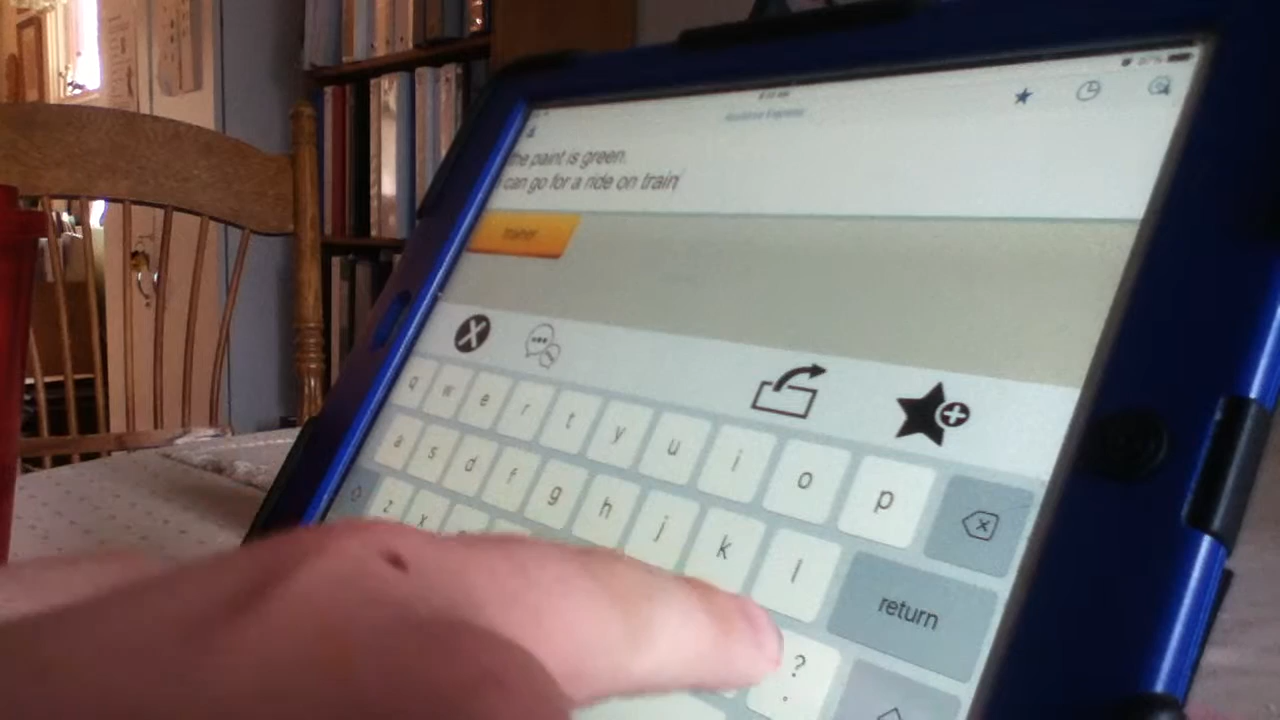 the paint is green.
I can go for a ride on train
q w e r t y u i o p
a s d f g h j k l return
z x ? .